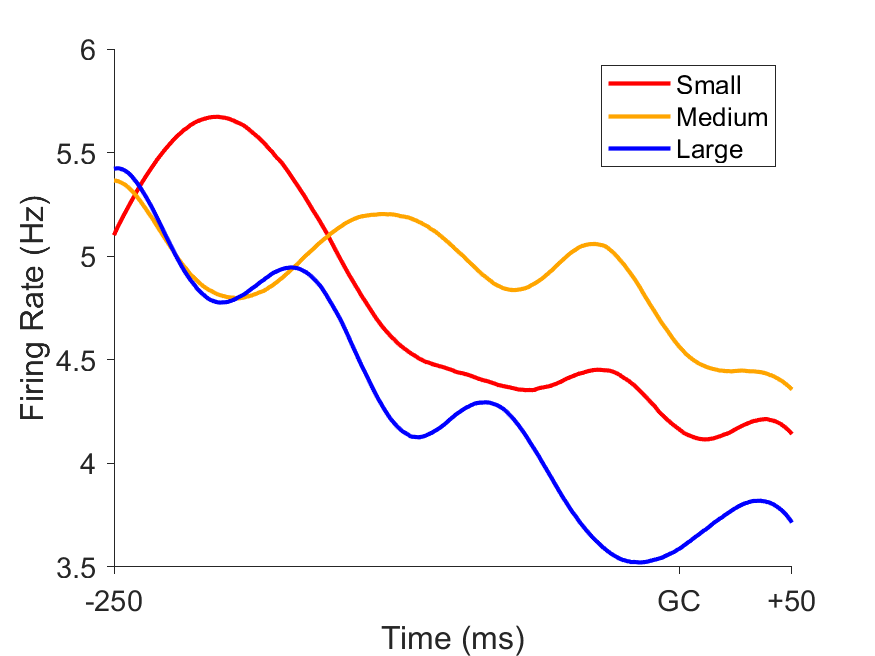 6
5.5
5
4.5
4
3.5
Firing Rate (Hz)
Small
Medium
Large
-250
GC
+50
Time (ms)